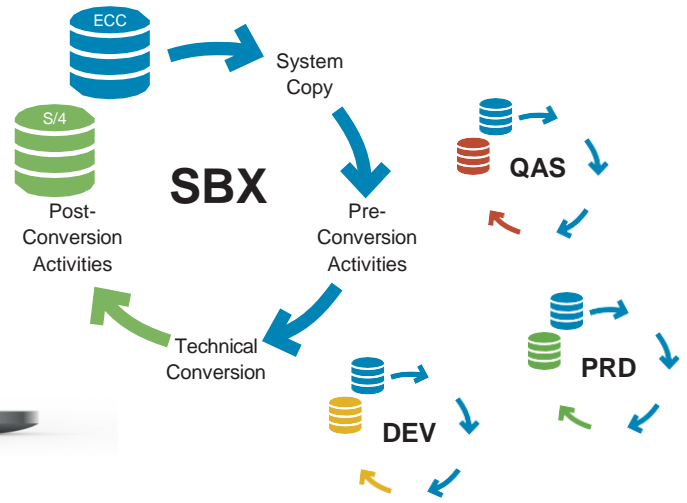 ECC
System
Copy
S/4
SBX
Post-
Conversion
Activities
Pre-
Conversion
Activities
Technical
Conversion
QAS
PRD
DEV